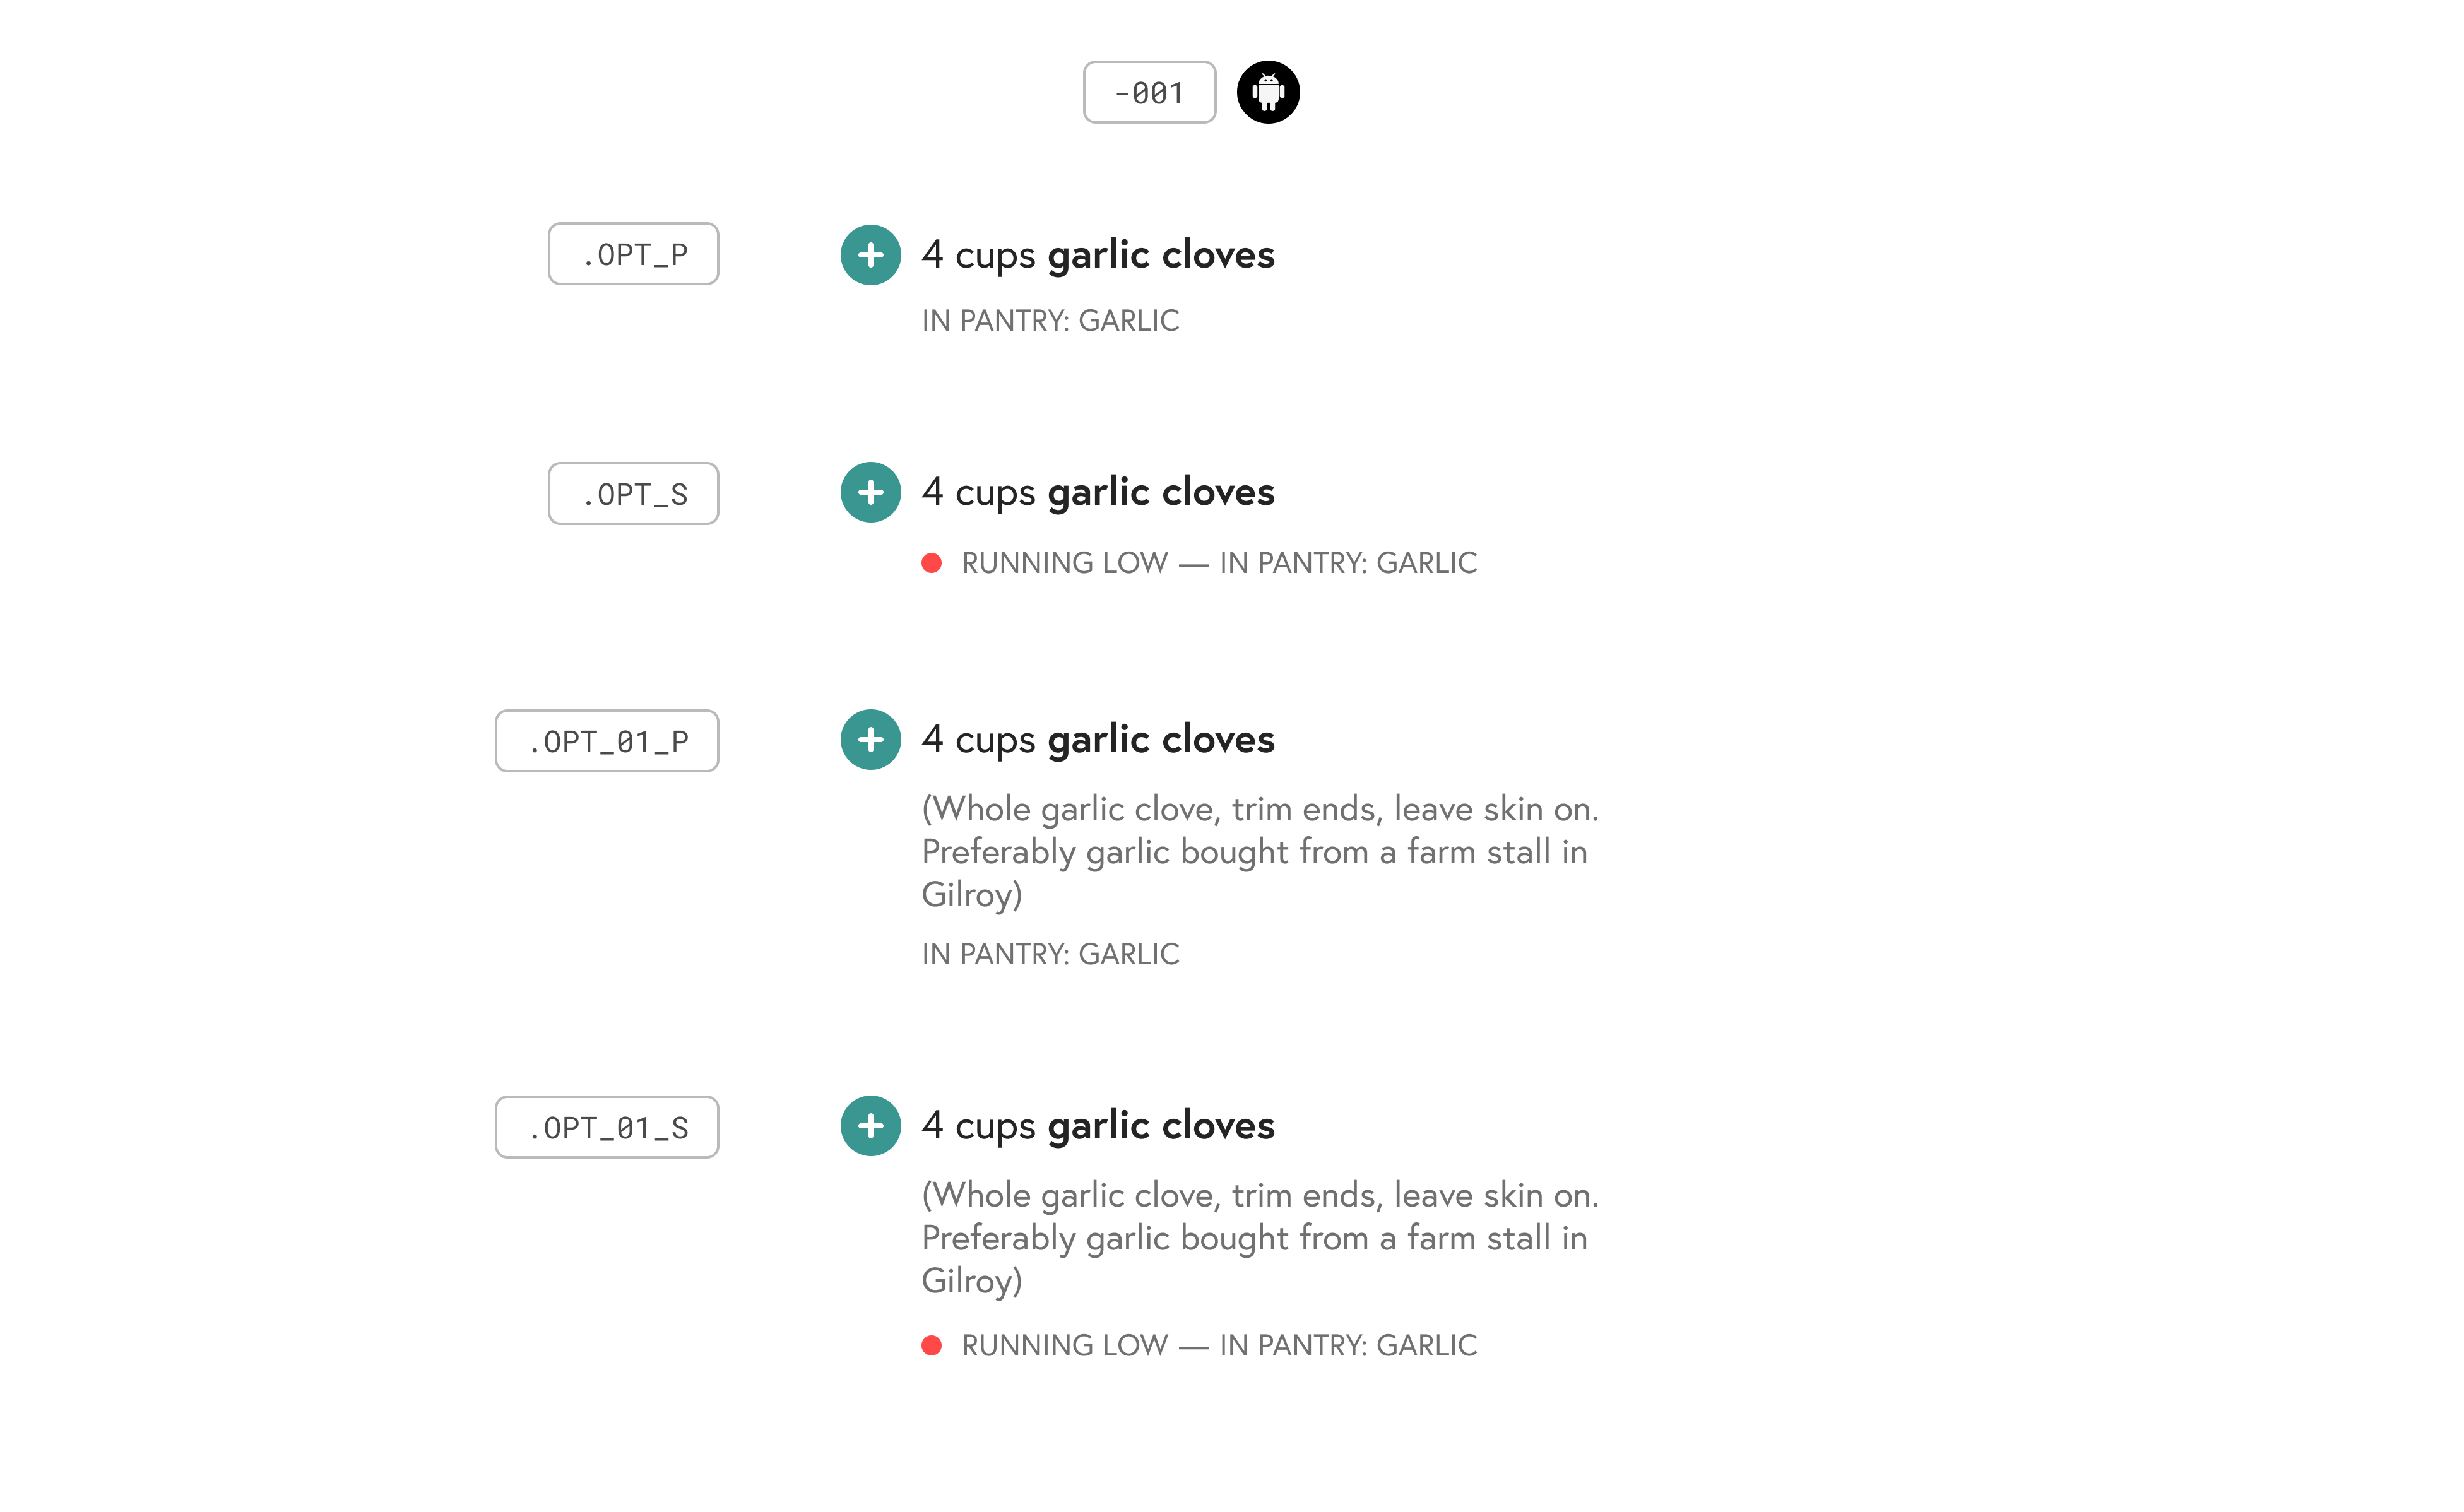 -001
.OPT_P
4 cups garlic cloves
IN PANTRY: GARLIC
.OPT_S
4 cups garlic cloves
RUNNING LOW — IN PANTRY: GARLIC
.OPT_01_P
4 cups garlic cloves
(Whole garlic clove, trim ends, leave skin on.
Preferably garlic bought from a farm stall in
Gilroy)
IN PANTRY: GARLIC
.OPT_01_S
4 cups garlic cloves
(Whole garlic clove, trim ends, leave skin on.
Preferably garlic bought from a farm stall in
Gilroy)
RUNNING LOW — IN PANTRY: GARLIC